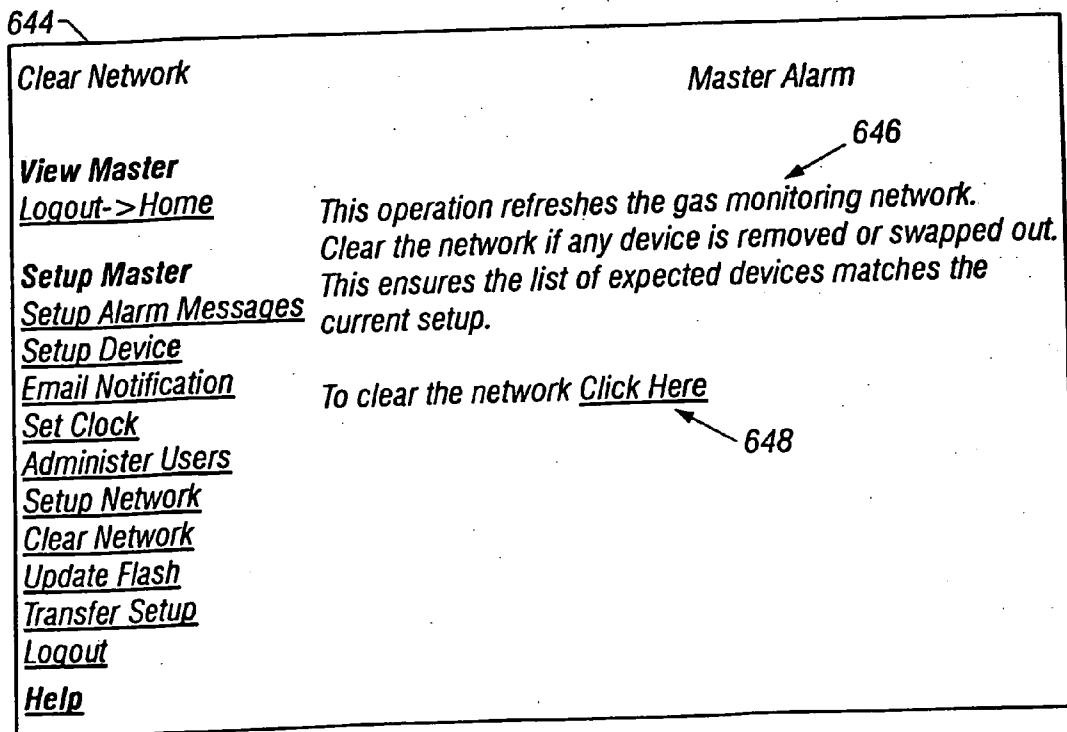 644
Clear Network
Master Alarm
646
View Master
Logout->Home
Setup Master
Setup Alarm Messages
Setup Device
Email Notification
Set Clock
Administer Users
Setup Network
Clear Network
Update Flash
Transfer Setup
Logout
Help
This operation refreshes the gas monitoring network.
Clear the network if any device is removed or swapped out.
This ensures the list of expected devices matches the
current setup.
To clear the network Click Here
648